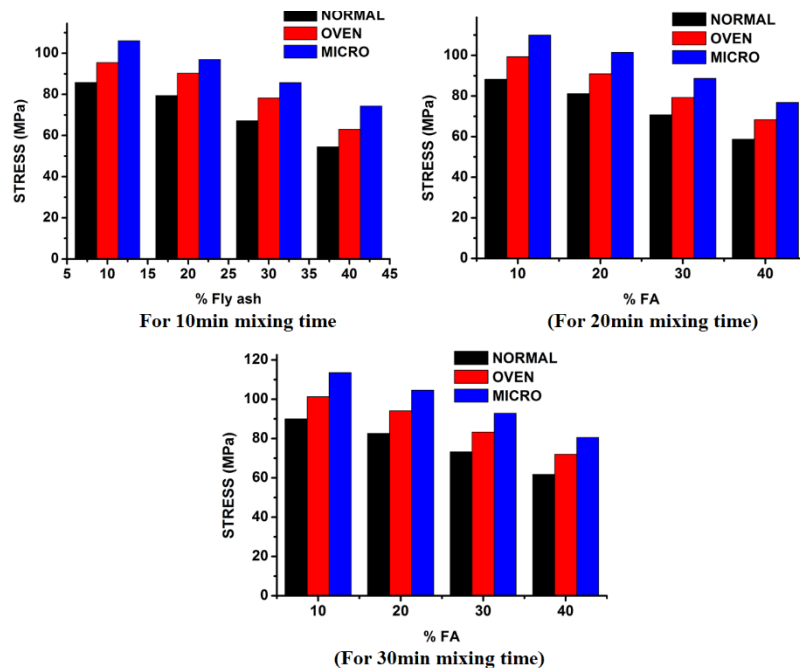 NORMAL
OVEN
MICRO
100
80
60
40
20
0
STRESS (MPa)
5 10 15 20 25 30 35 40 45
% Fly ash
For 10min mixing time
NORMAL
OVEN
MICRO
100
80
60
40
20
0
STRESS (MPa)
10 20 30 40
% FA
(For 20min mixing time)
120
100
80
60
40
20
0
STRESS (MPa)
NORMAL
OVEN
MICRO
10 20 30 40
% FA
(For 30min mixing time)